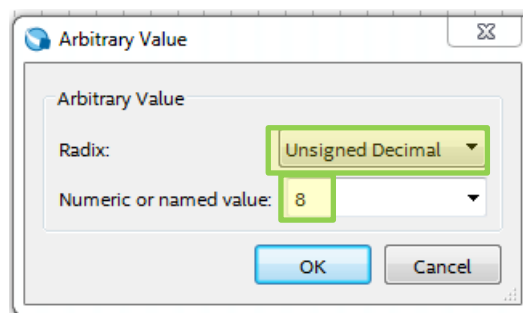 Arbitrary Value
Arbitrary Value
Radix: Unsigned Decimal
Numeric or named value: 8
OK Cancel